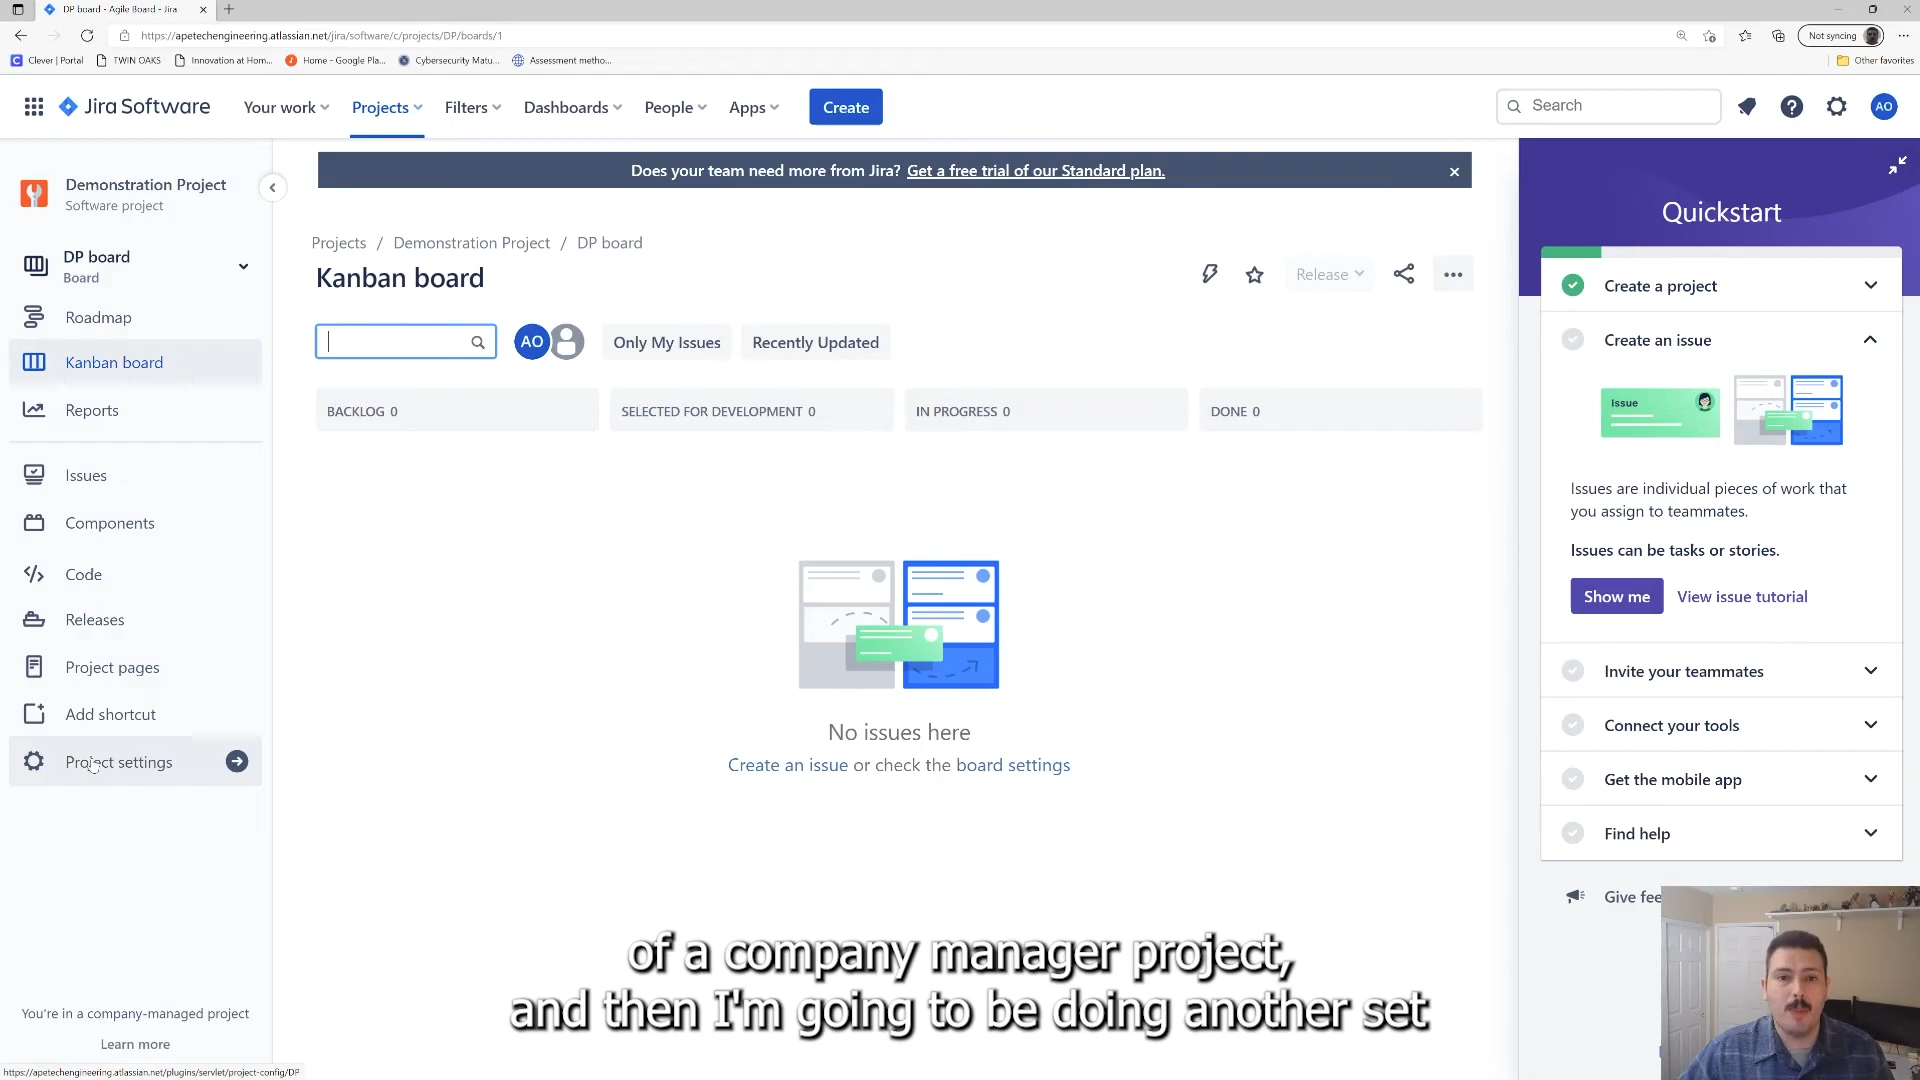 DP board - Agile Board - Jira
https://apetechengineering.atlassian.net/jira/software/c/projects/DP/boards/1
Not syncing
Clever | Portal
TWIN OAKS
Innovation at Hom...
Home - Google Pla...
Cybersecurity Matu...
Assessment metho...
Other favorites
Jira Software
Your work
Projects
Filters
Dashboards
People
Apps
Create
Search
AO
Demonstration Project
Software project
DP board
Board
Roadmap
Kanban board
Reports
Issues
Components
Code
Releases
Project pages
Add shortcut
Project settings
You're in a company-managed project
Learn more
https://apetechengineering.atlassian.net/plugins/servlet/project-config/DP
Does your team need more from Jira? Get a free trial of our Standard plan.
Projects / Demonstration Project / DP board
Kanban board
Release
AO
Only My Issues
Recently Updated
BACKLOG 0
SELECTED FOR DEVELOPMENT 0
IN PROGRESS 0
DONE 0
No issues here
Create an issue or check the board settings
Quickstart
Create a project
Create an issue
Issue
Issues are individual pieces of work that
you assign to teammates.
Issues can be tasks or stories.
Show me
View issue tutorial
Invite your teammates
Connect your tools
Get the mobile app
Find help
Give fee
of a company manager project,
and then I'm going to be doing another set